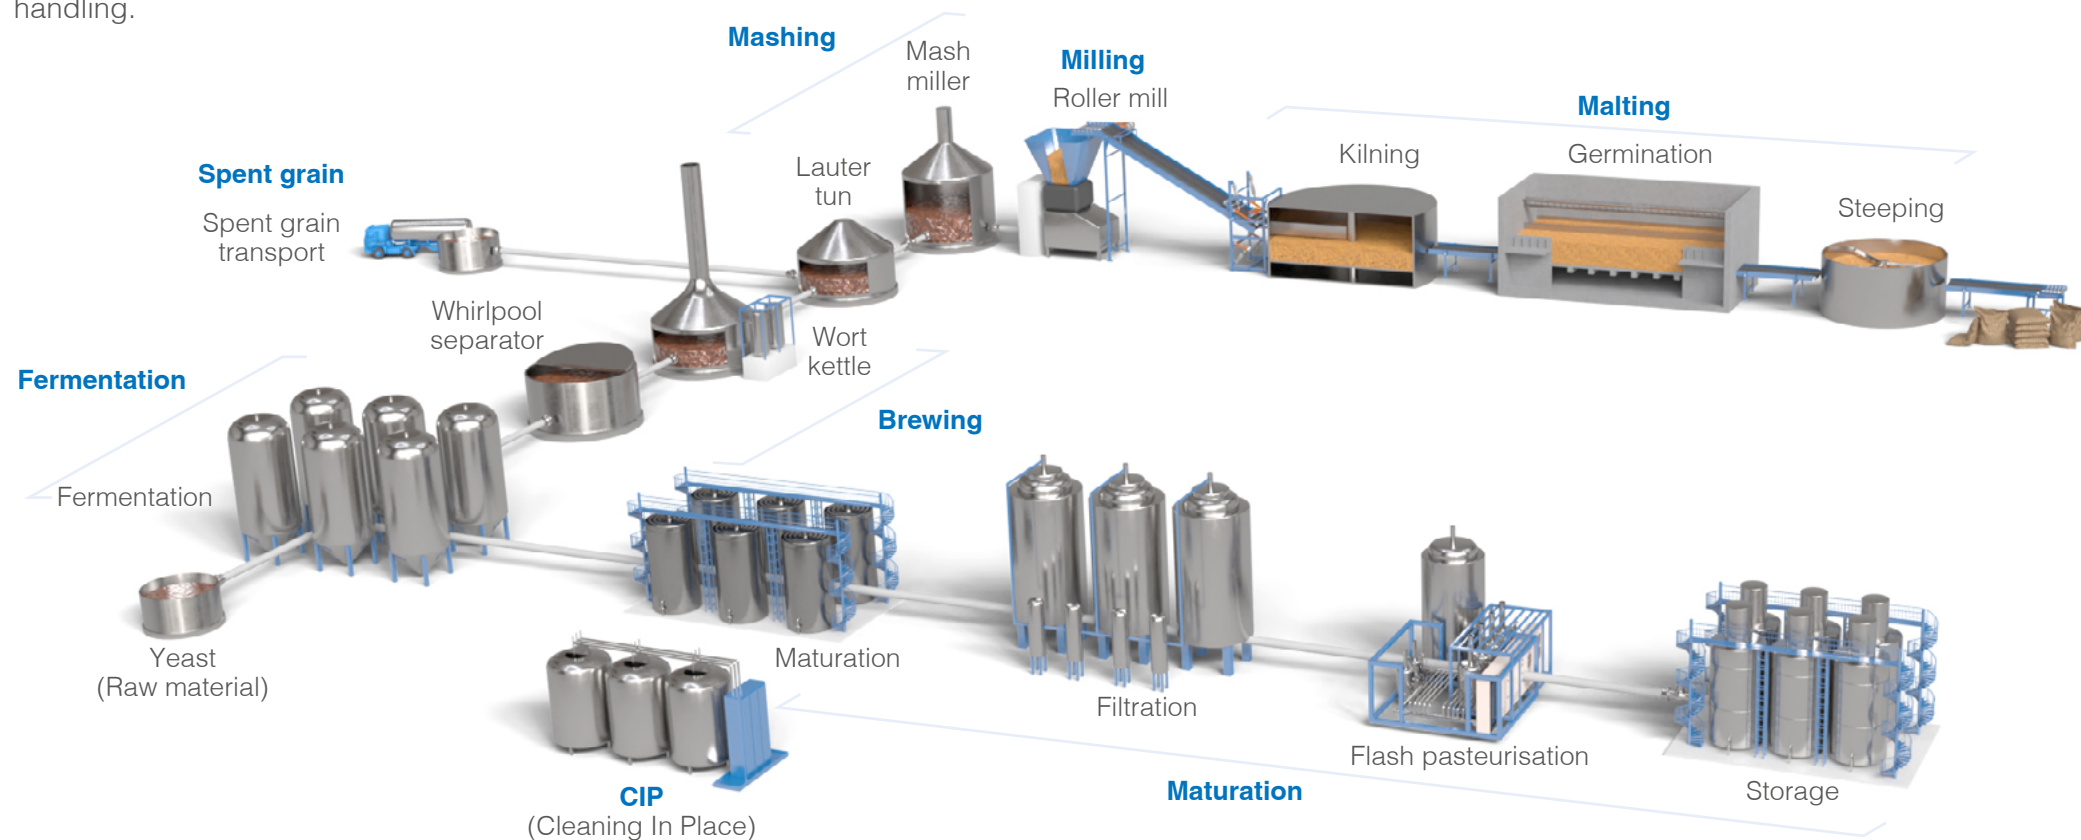 handling.
Mashing
Mash
miller
Milling
Roller mill
Malting
Kilning
Germination
Steeping
Lauter
tun
Spent grain
Spent grain
transport
Whirlpool
separator
Wort
kettle
Fermentation
Brewing
Fermentation
Yeast
(Raw material)
Maturation
Filtration
Flash pasteurisation
Storage
Maturation
CIP
(Cleaning In Place)